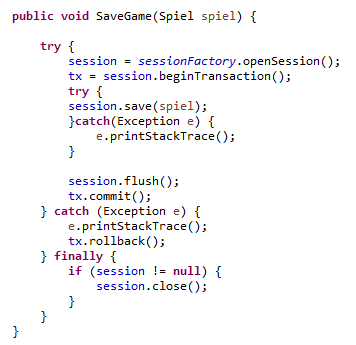 public void SaveGame(Spiel spiel) {
try {
session = sessionFactory.openSession();
tx = session.beginTransaction();
try {
session.save(spiel);
}catch(Exception e) {
e.printStackTrace();
}
session.flush();
tx.commit();
} catch (Exception e) {
e.printStackTrace();
tx.rollback();
} finally {
if (session != null) {
session.close();
}
}
}